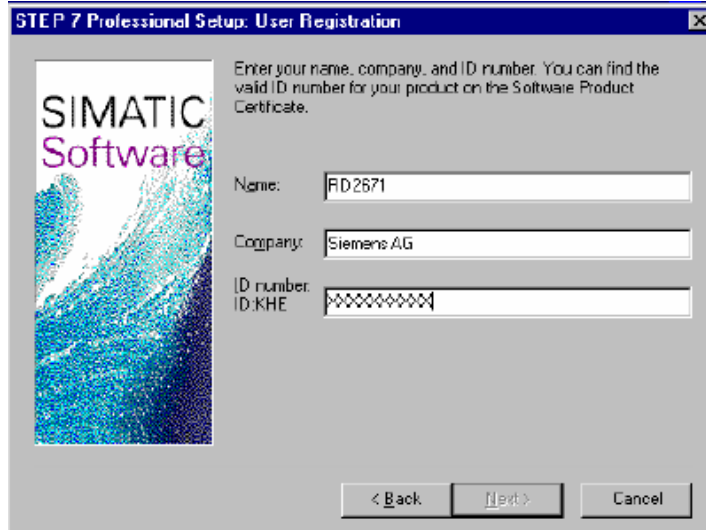 STEP 7 Professional Setup: User Registration
SIMATIC
Software
Enter your name, company, and ID number. You can find the
valid ID number for your product on the Software Product
Certificate.
Name:
RD2671
Company:
Siemens AG
ID number:
ID:KHE
XXXXXXXXXX
< Back
Next >
Cancel